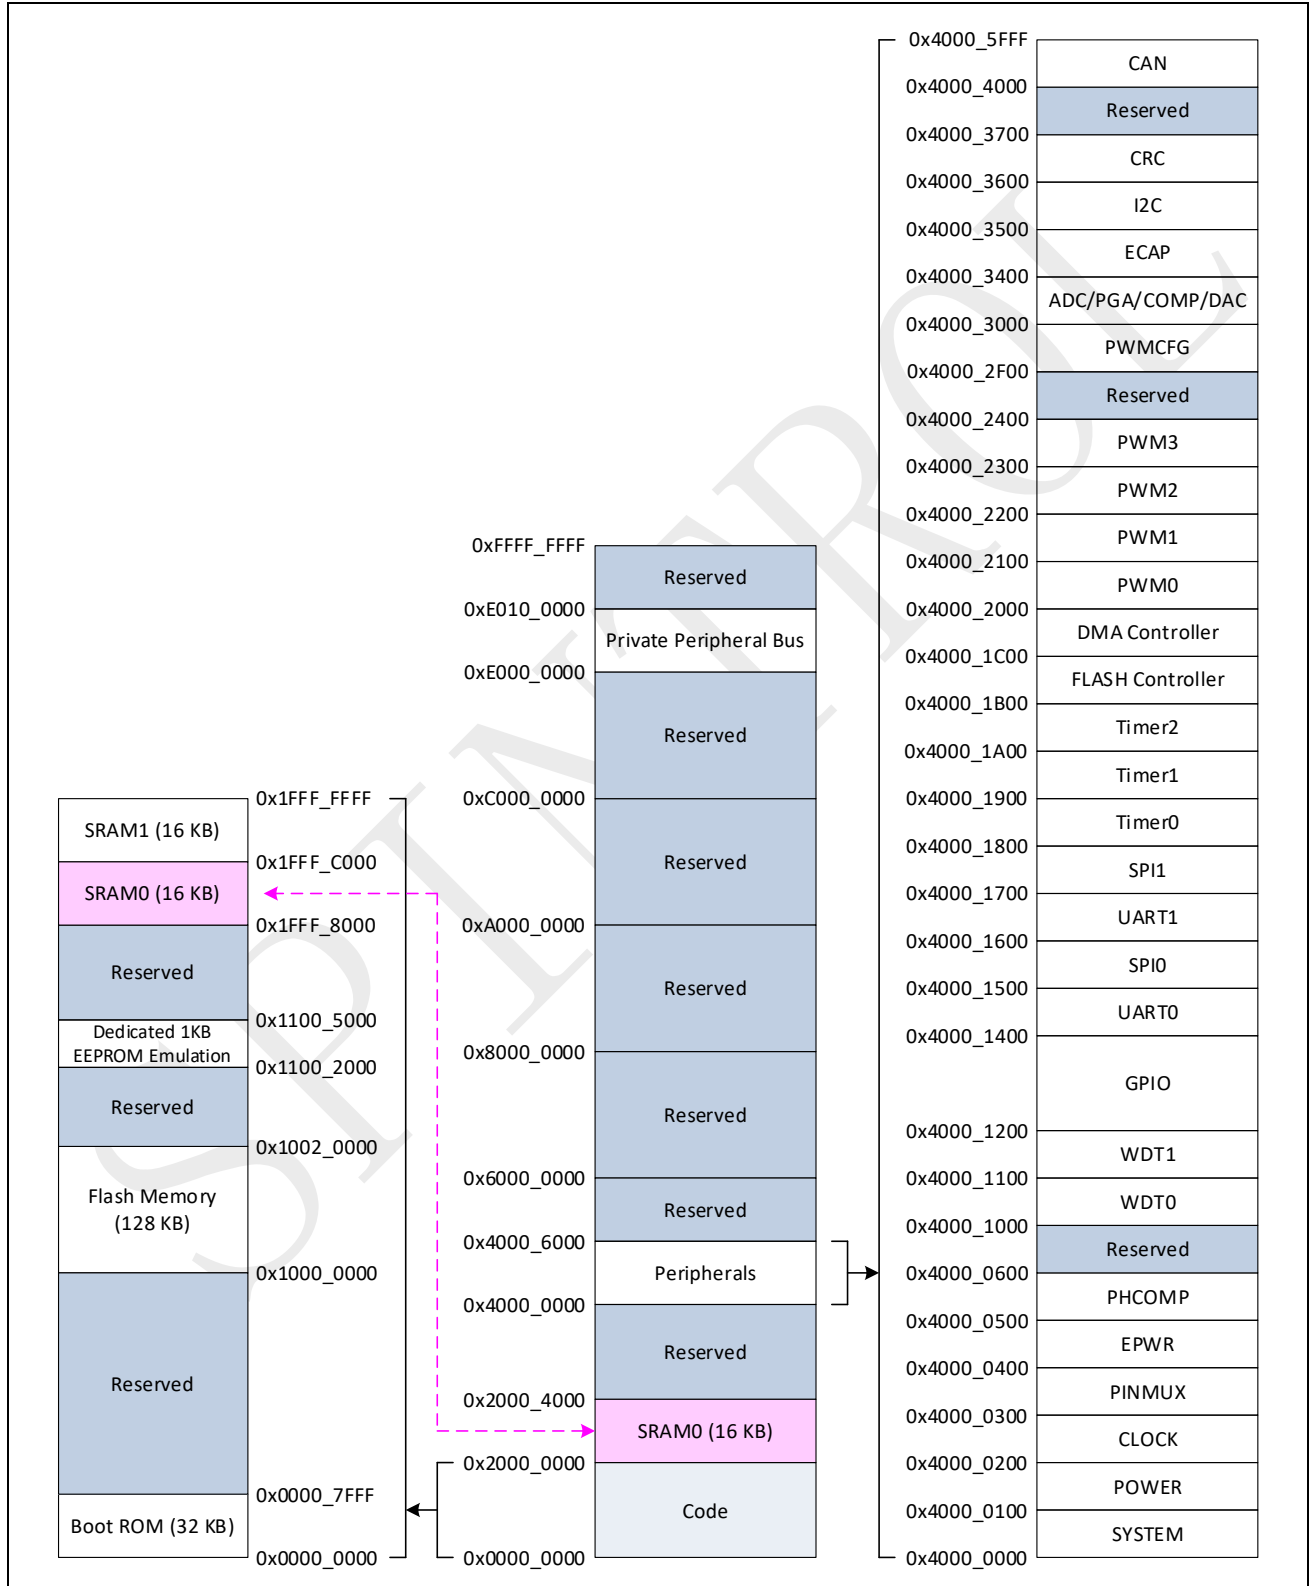 0x1FFF_FFFF
SRAM1 (16 KB)
0x1FFF_C000
SRAM0 (16 KB)
0x1FFF_8000
Reserved
0x1100_5000
Dedicated 1KB
EEPROM Emulation
0x1100_2000
Reserved
0x1002_0000
Flash Memory
(128 KB)
0x1000_0000
Reserved
0x0000_7FFF
Boot ROM (32 KB)
0x0000_0000
0xFFFF_FFFF
Reserved
0xE010_0000
Private Peripheral Bus
0xE000_0000
Reserved
0xC000_0000
Reserved
0xA000_0000
Reserved
0x8000_0000
Reserved
0x6000_0000
Reserved
0x4000_6000
Peripherals
0x4000_0000
Reserved
0x2000_4000
SRAM0 (16 KB)
0x2000_0000
Code
0x0000_0000
0x4000_5FFF
CAN
0x4000_4000
Reserved
0x4000_3700
CRC
0x4000_3600
I2C
0x4000_3500
ECAP
0x4000_3400
ADC/PGA/COMP/DAC
0x4000_3000
PWMCFG
0x4000_2F00
Reserved
0x4000_2400
PWM3
0x4000_2300
PWM2
0x4000_2200
PWM1
0x4000_2100
PWM0
0x4000_2000
DMA Controller
0x4000_1C00
FLASH Controller
0x4000_1B00
Timer2
0x4000_1A00
Timer1
0x4000_1900
Timer0
0x4000_1800
SPI1
0x4000_1700
UART1
0x4000_1600
SPI0
0x4000_1500
UART0
0x4000_1400
GPIO
0x4000_1200
WDT1
0x4000_1100
WDT0
0x4000_1000
Reserved
0x4000_0600
PHCOMP
0x4000_0500
EPWR
0x4000_0400
PINMUX
0x4000_0300
CLOCK
0x4000_0200
POWER
0x4000_0100
SYSTEM
0x4000_0000
SPINTROL